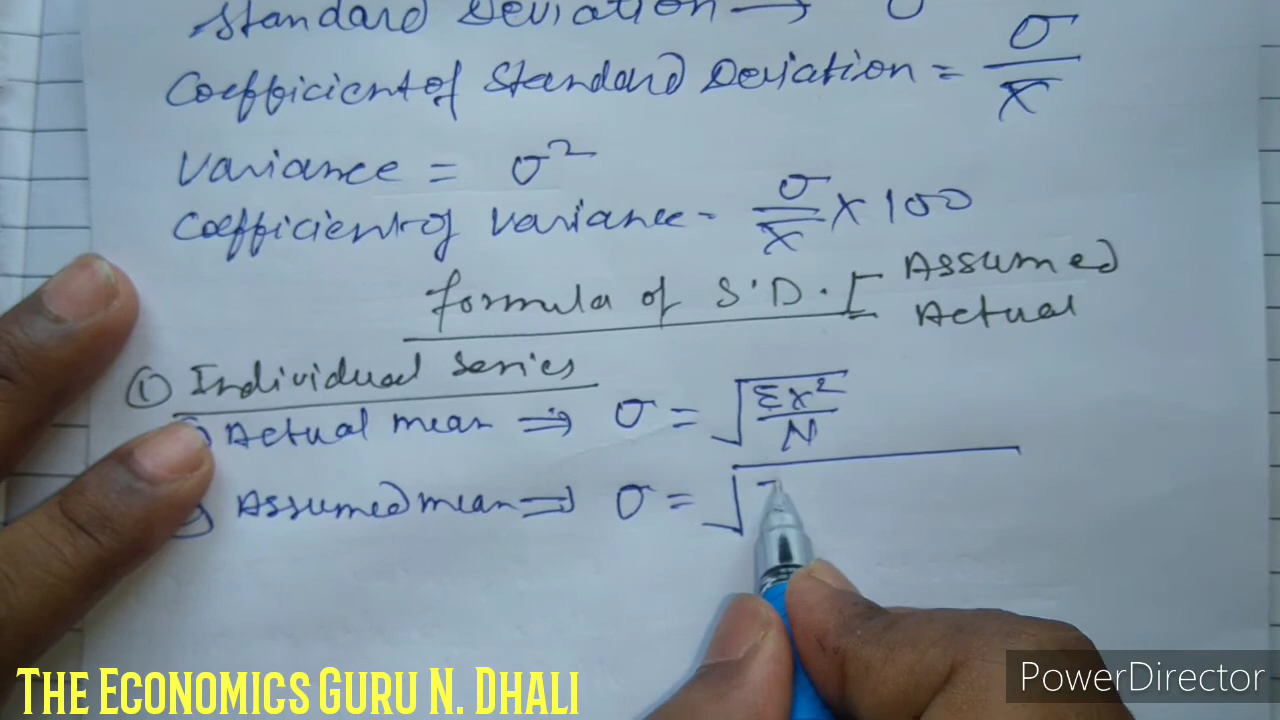 Standard Deviation → σ
Coefficient of Standard Deviation = σ/x̄
Variance = σ²
Coefficient of Variance - σ/x̄ × 100
formula of S.D. [ Assumed
Actual
① Individual Series
Actual mean ⇒ σ = √(Σx²/N)
Assumed mean ⇒ σ = √
THE ECONOMICS GURU N. DHALI
PowerDirector